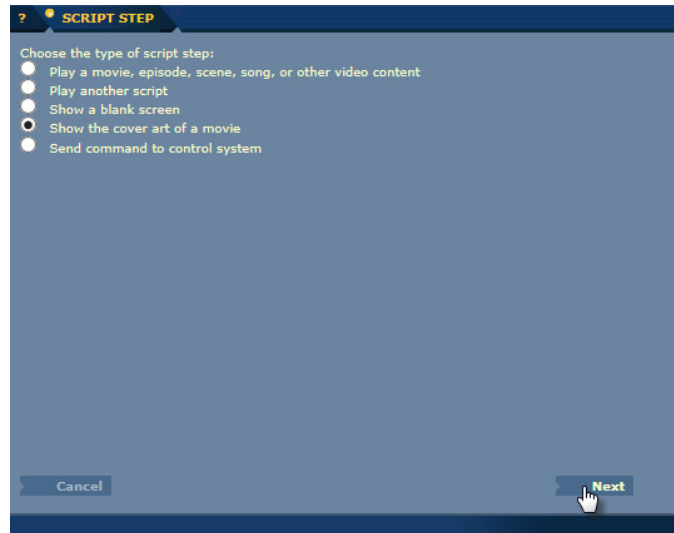 ? SCRIPT STEP
Choose the type of script step:
Play a movie, episode, scene, song, or other video content
Play another script
Show a blank screen
Show the cover art of a movie
Send command to control system
Cancel Next